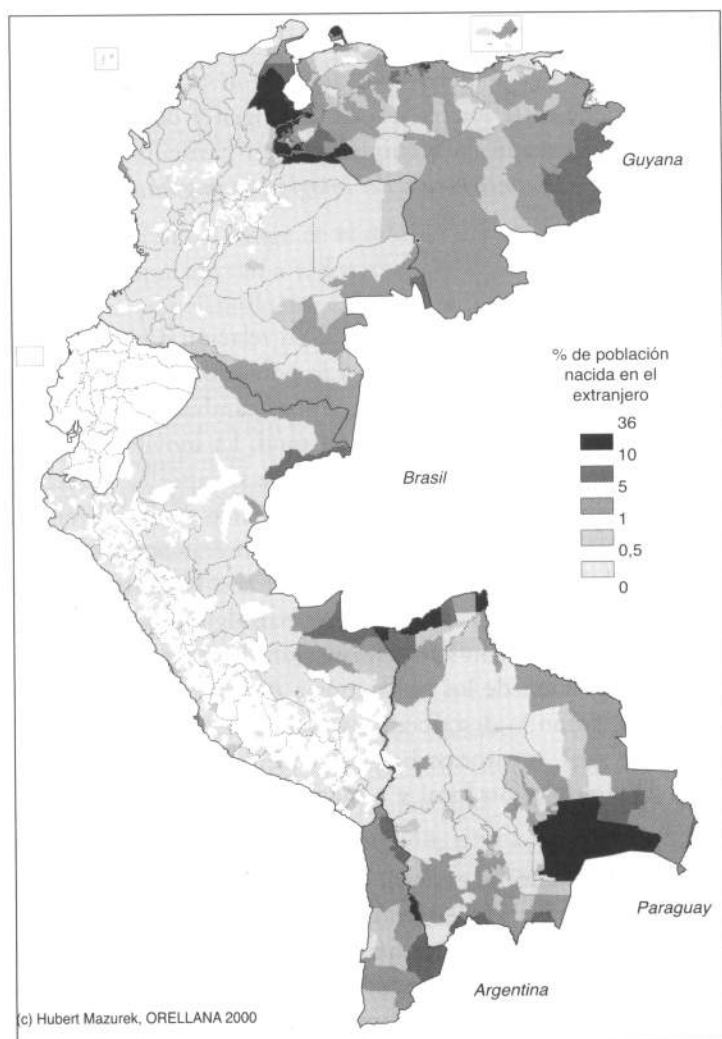 Guyana
% de población
nacida en el
extranjero
36
10
5
1
0,5
0
Brasil
Paraguay
Argentina
(c) Hubert Mazurek, ORELLANA 2000